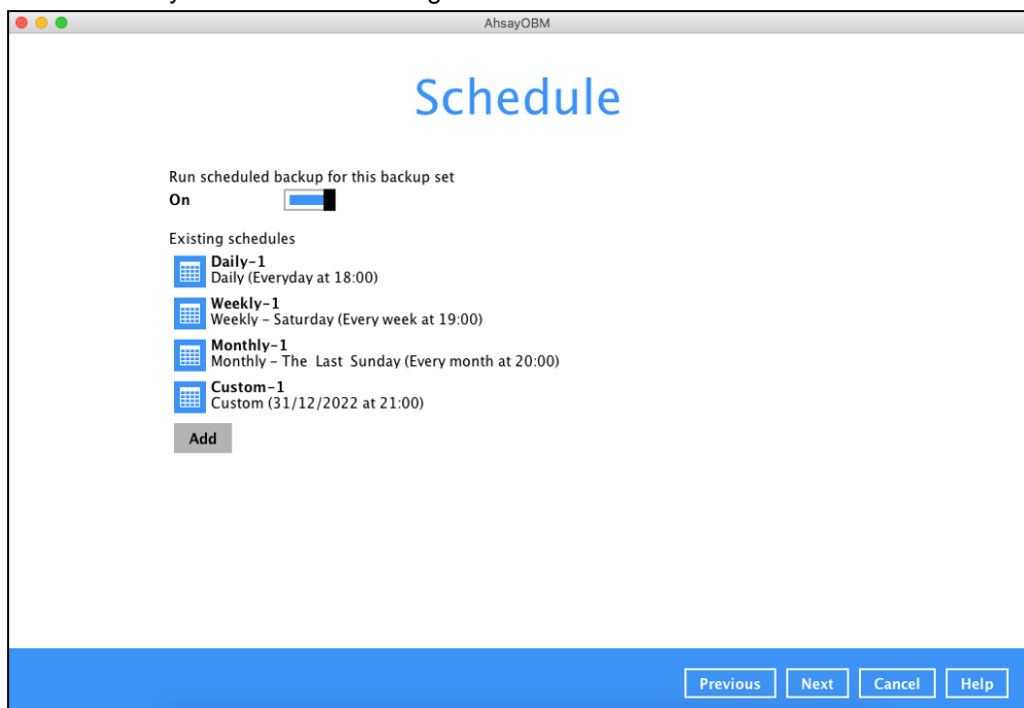 AhsayOBM
Schedule
Run scheduled backup for this backup set
On
Existing schedules
Daily-1
Daily (Everyday at 18:00)
Weekly-1
Weekly - Saturday (Every week at 19:00)
Monthly-1
Monthly - The Last Sunday (Every month at 20:00)
Custom-1
Custom (31/12/2022 at 21:00)
Add
Previous Next Cancel Help